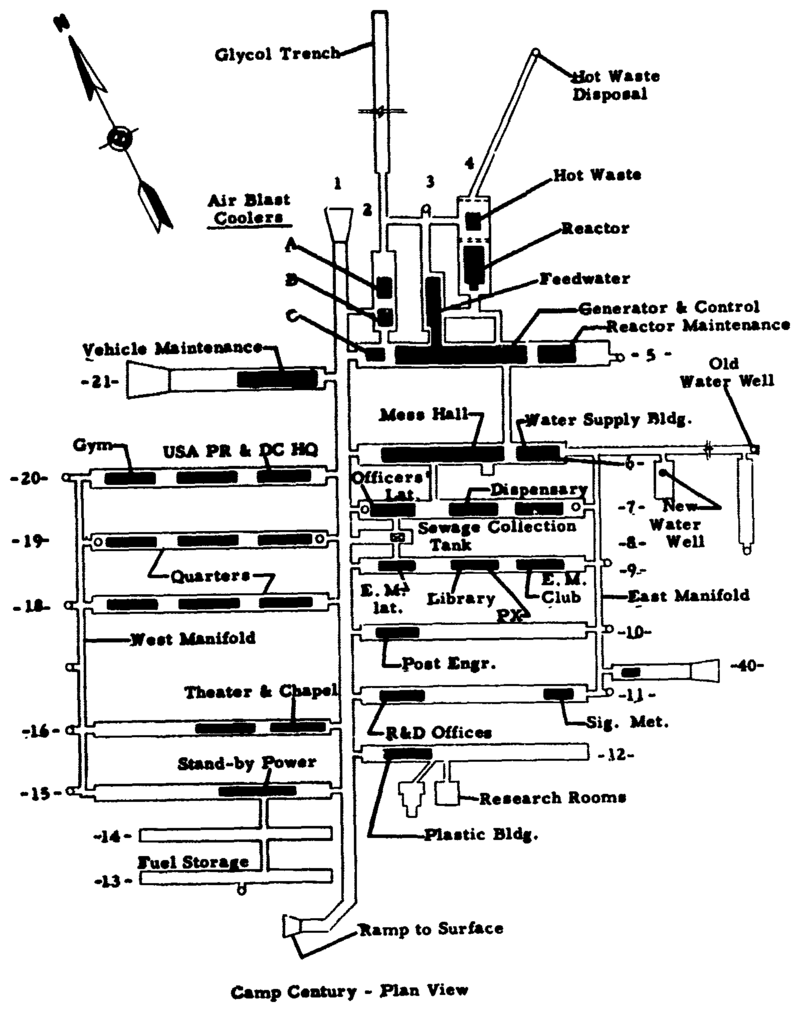 N
Glycol Trench
Hot Waste
Disposal
4
1
3
Hot Waste
Air Blast
Coolers
2
Reactor
A
Feedwater
B
Generator & Control
C
Reactor Maintenance
Vehicle Maintenance
- 5 -
Old
Water Well
-21-
Mess Hall
Water Supply Bldg.
Gym
USA PR & DC HQ
-6-
-20-
Officers'
Lat.
Dispensary
-7-
New
Water
Well
Sewage Collection
Tank
-19-
-8-
-9-
Quarters
E.M.
lat.
Library
E.M.
Club
East Manifold
-18-
PX
West Manifold
-10-
Post Engr.
-40-
Theater & Chapel
-11-
Sig. Met.
-16-
R&D Offices
Stand-by Power
-12-
-15-
Research Rooms
-14-
Plastic Bldg.
Fuel Storage
-13-
Ramp to Surface
Camp Century - Plan View